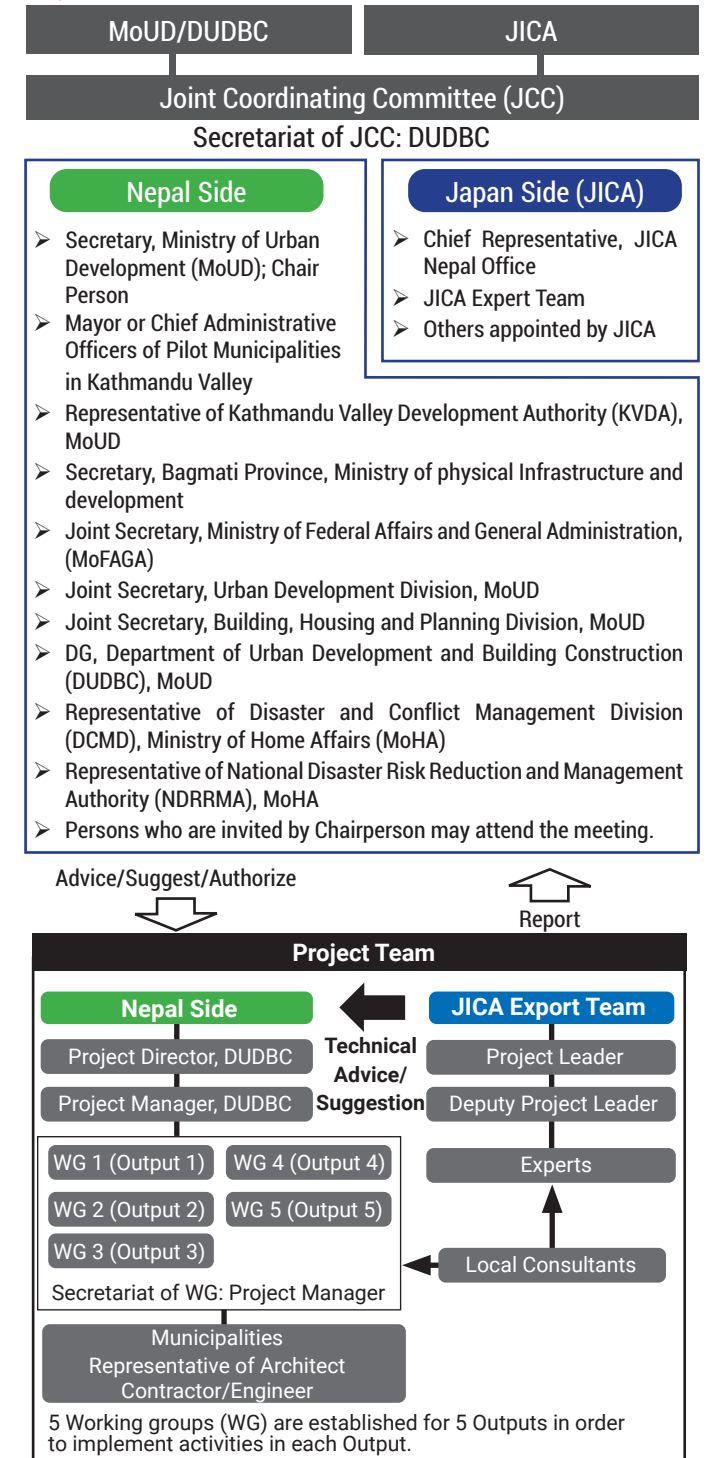 MoUD/DUDBC
JICA
Joint Coordinating Committee (JCC)
Secretariat of JCC: DUDBC
Nepal Side
➢ Secretary, Ministry of Urban
Development (MoUD); Chair
Person
➢ Mayor or Chief Administrative
Officers of Pilot Municipalities
in Kathmandu Valley
➢ Representative of Kathmandu Valley Development Authority (KVDA),
MoUD
➢ Secretary, Bagmati Province, Ministry of physical Infrastructure and
development
➢ Joint Secretary, Ministry of Federal Affairs and General Administration,
(MoFAGA)
➢ Joint Secretary, Urban Development Division, MoUD
➢ Joint Secretary, Building, Housing and Planning Division, MoUD
➢ DG, Department of Urban Development and Building Construction
(DUDBC), MoUD
➢ Representative of Disaster and Conflict Management Division
(DCMD), Ministry of Home Affairs (MoHA)
➢ Representative of National Disaster Risk Reduction and Management
Authority (NDRRMA), MoHA
➢ Persons who are invited by Chairperson may attend the meeting.
Japan Side (JICA)
➢ Chief Representative, JICA
Nepal Office
➢ JICA Expert Team
➢ Others appointed by JICA
Advice/Suggest/Authorize
Report
Project Team
Nepal Side
Project Director, DUDBC
Project Manager, DUDBC
Technical
Advice/
Suggestion
JICA Export Team
Project Leader
Deputy Project Leader
Experts
Local Consultants
WG 1 (Output 1)
WG 4 (Output 4)
WG 2 (Output 2)
WG 5 (Output 5)
WG 3 (Output 3)
Secretariat of WG: Project Manager
Municipalities
Representative of Architect
Contractor/Engineer
5 Working groups (WG) are established for 5 Outputs in order
to implement activities in each Output.